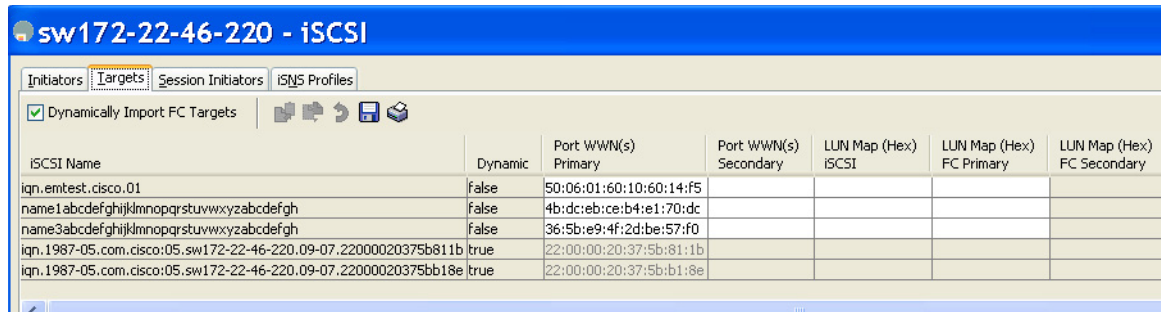 sw172-22-46-220 - iSCSI
Initiators Targets Session Initiators iSNS Profiles
Dynamically Import FC Targets
Port WWN(s) Port WWN(s) LUN Map (Hex) LUN Map (Hex) LUN Map (Hex)
iSCSI Name Dynamic Primary Secondary iSCSI FC Primary FC Secondary
iqn.emtest.cisco.01 false 50:06:01:60:10:60:14:f5
name1abcdefghijklmnopqrstuvwxyzabcdefgh false 4b:dc:eb:ce:b4:e1:70:dc
name3abcdefghijklmnopqrstuvwxyzabcdefgh false 36:5b:e9:4f:2d:be:57:f0
iqn.1987-05.com.cisco:05.sw172-22-46-220.09-07.22000020375b811b true 22:00:00:20:37:5b:81:1b
iqn.1987-05.com.cisco:05.sw172-22-46-220.09-07.22000020375bb18e true 22:00:00:20:37:5b:b1:8e